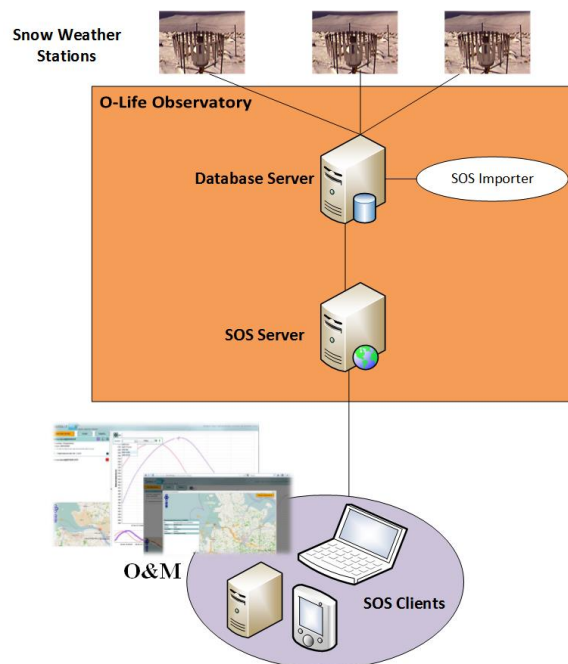 Snow Weather
Stations
O-Life Observatory
Database Server
SOS Importer
SOS Server
O&M
SOS Clients